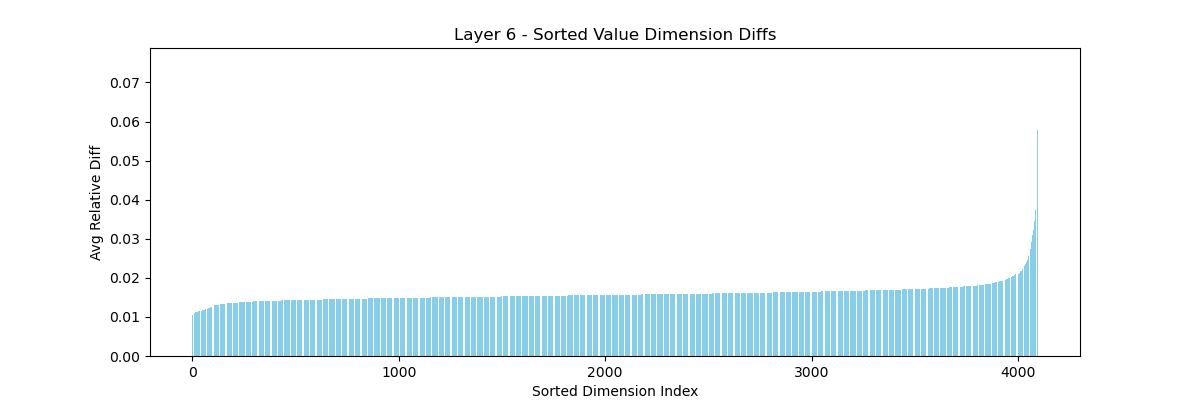 Layer 6 - Sorted Value Dimension Diffs
Avg Relative Diff
0.07
0.06
0.05
0.04
0.03
0.02
0.01
0.00
0 1000 2000 3000 4000
Sorted Dimension Index